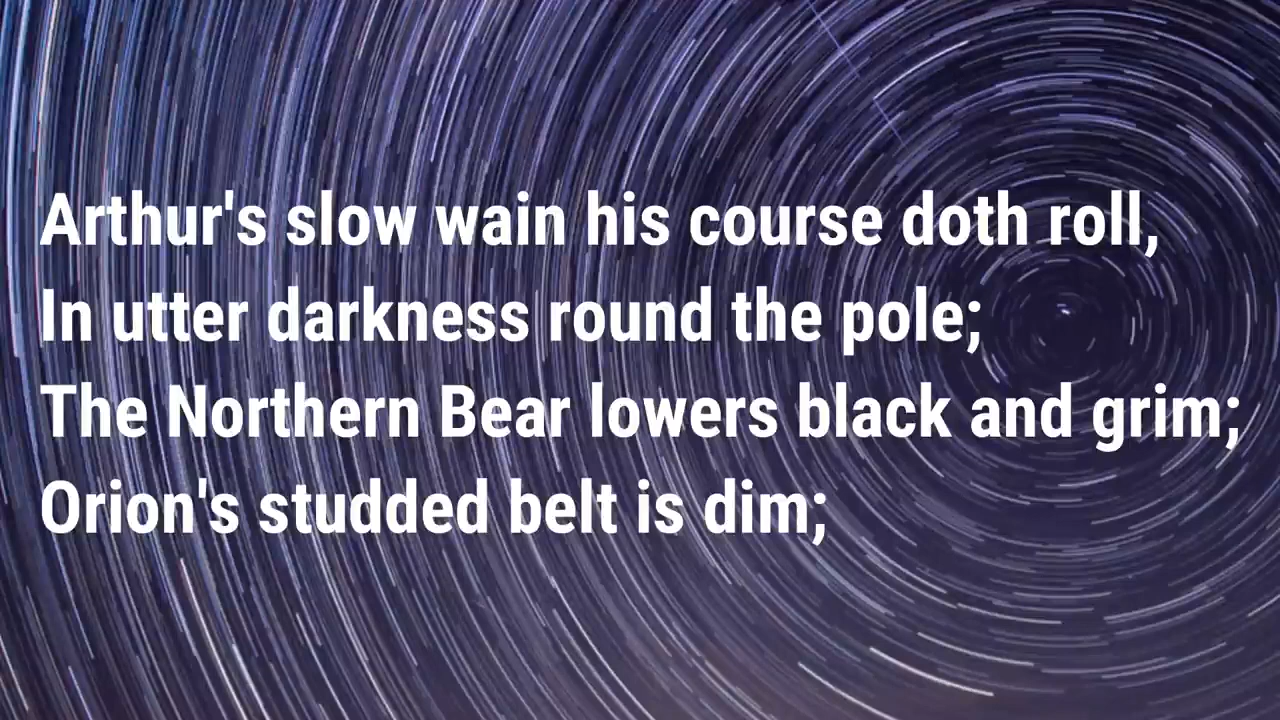 Arthur's slow wain his course doth roll,
In utter darkness round the pole;
The Northern Bear lowers black and grim;
Orion's studded belt is dim;